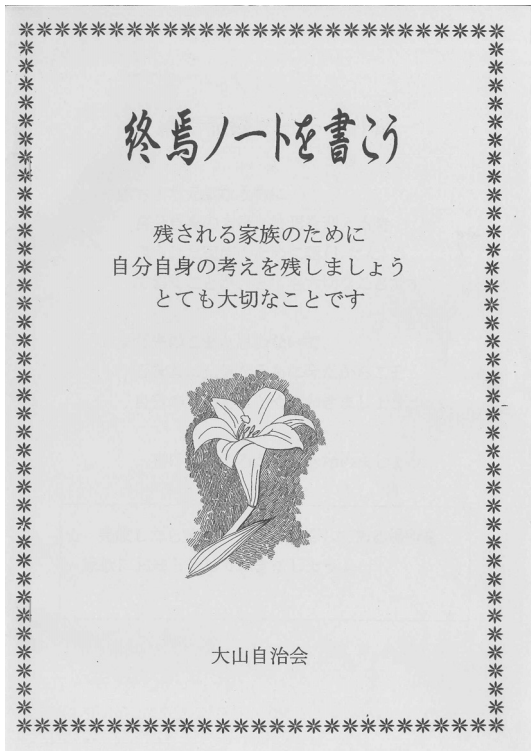 終焉ノートを書こう
残される家族のために
自分自身の考えを残しましょう
とても大切なことです
大山自治会